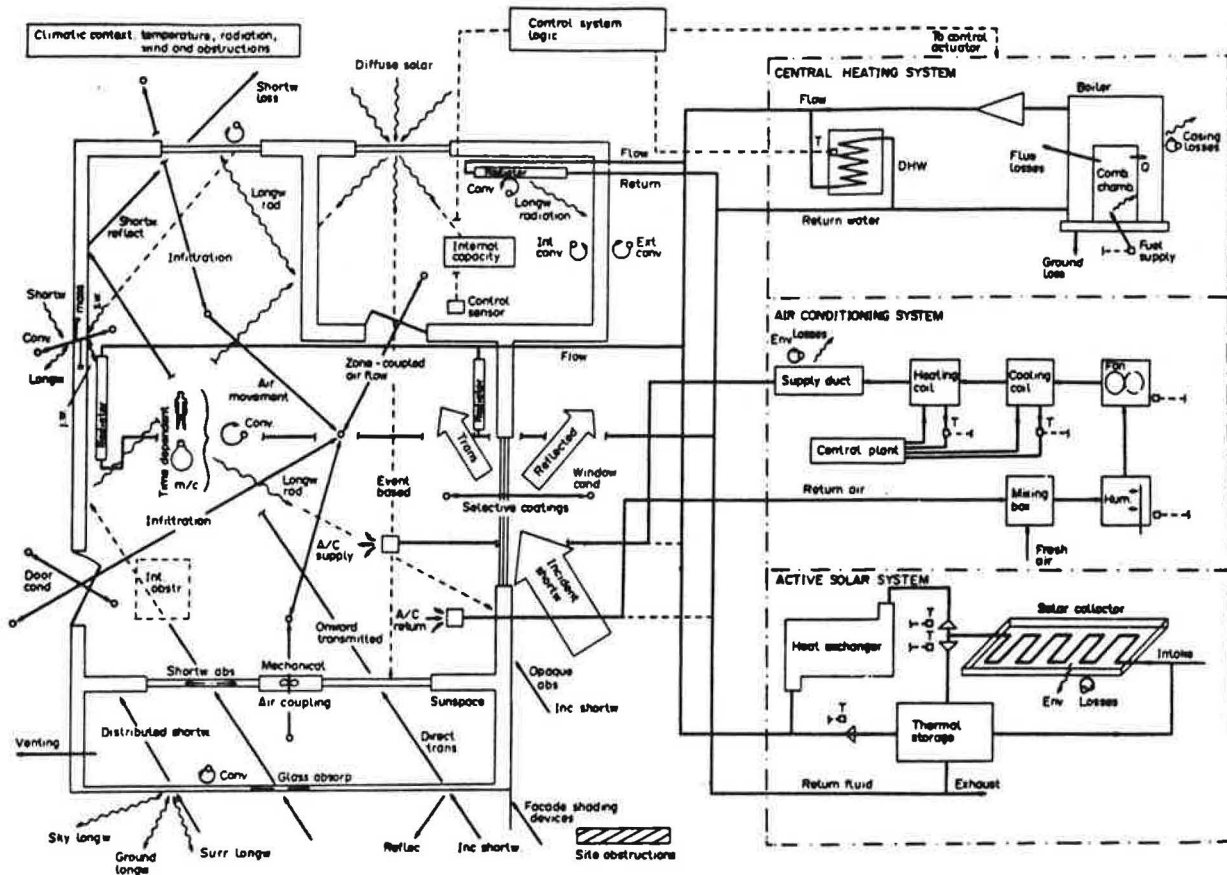 Climatic context. temperature, radiation,
wind and obstructions
Control system
logic
To control
actuator
Diffuse solar
Shortw
loss
CENTRAL HEATING SYSTEM
Flow
Boiler
T
DHW
Flue
losses
Comb
chamb
Casing
losses
Return water
Ground
loss
Fuel
supply
Flow
Return
Radiator
Conv
Longw
radiation
Longw
rad
Shortw
reflect
Infiltration
Internal
capacity
Int
conv
Ext
conv
Control
sensor
Shortw
mass
s.w.
Conv
Longw
s.w.
Radiator
Zone-coupled
air flow
Flow
Air
movement
Radiator
Time dependent
m/c
Conv
Trans
Reflected
Longw
rad
Event
based
Window
cond
Selective coatings
Infiltration
A/C
supply
Incident
shortw
Door
cond
Int
obstr
A/C
return
Onward
transmitted
Shortw abs
Mechanical
Air coupling
Sunspace
Opaque
abs
Inc shortw
Distributed shortw
Direct
trans
Venting
Conv
Glass absorp
Facade shading
devices
Sky longw
Ground
longw
Surr longw
Reflec
Inc shortw
Site obstructions
AIR CONDITIONING SYSTEM
Env
Losses
Supply duct
Heating
coil
Cooling
coil
Fan
T
T
Central plant
Return air
Mixing
box
Hum.
Fresh
air
ACTIVE SOLAR SYSTEM
Heat exchanger
T
T
Solar collector
Intake
Env
Losses
T
Thermal
storage
Return fluid
Exhaust